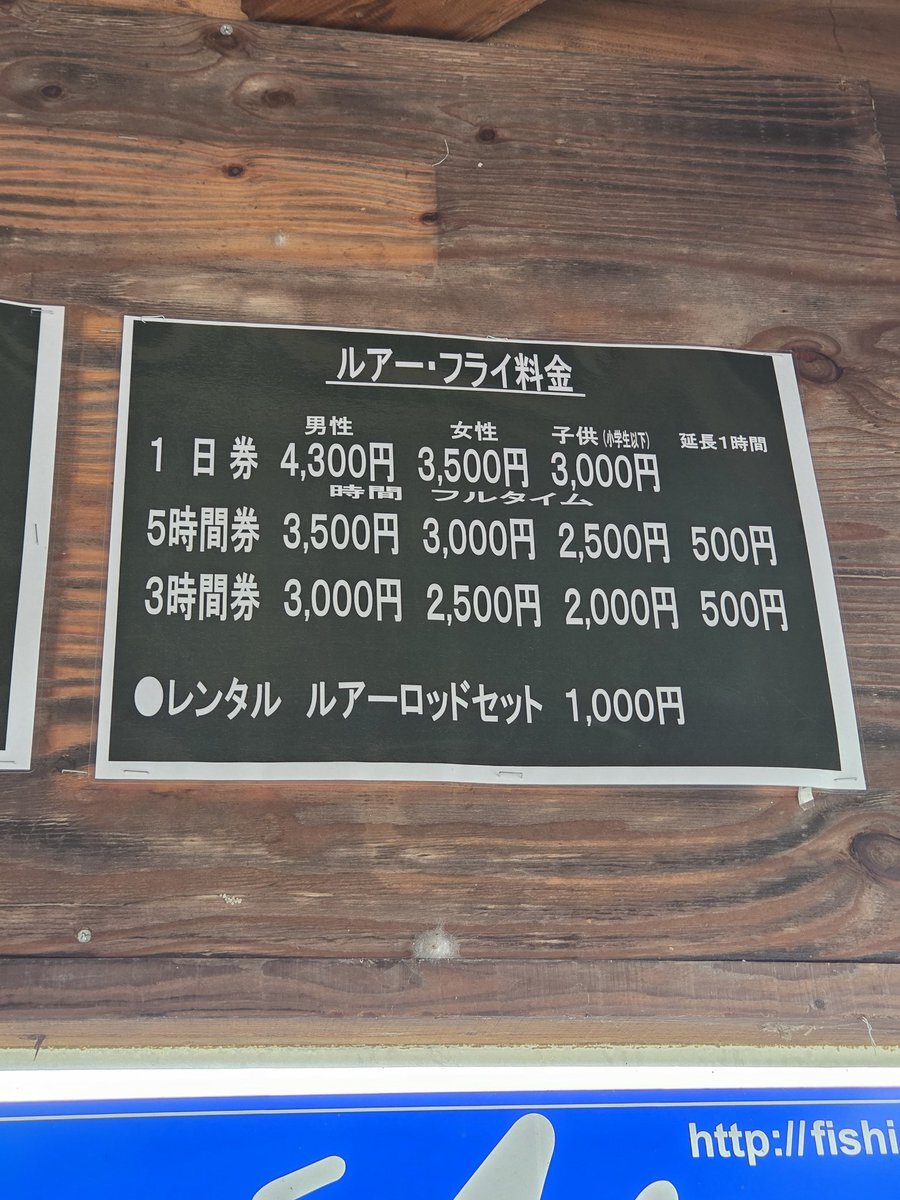 ルアー・フライ料金
男性 女性 子供(小学生以下) 延長1時間
1日券 4,300円 3,500円 3,000円
時間 フルタイム
5時間券 3,500円 3,000円 2,500円 500円
3時間券 3,000円 2,500円 2,000円 500円
●レンタル ルアーロッドセット 1,000円
http://fishi